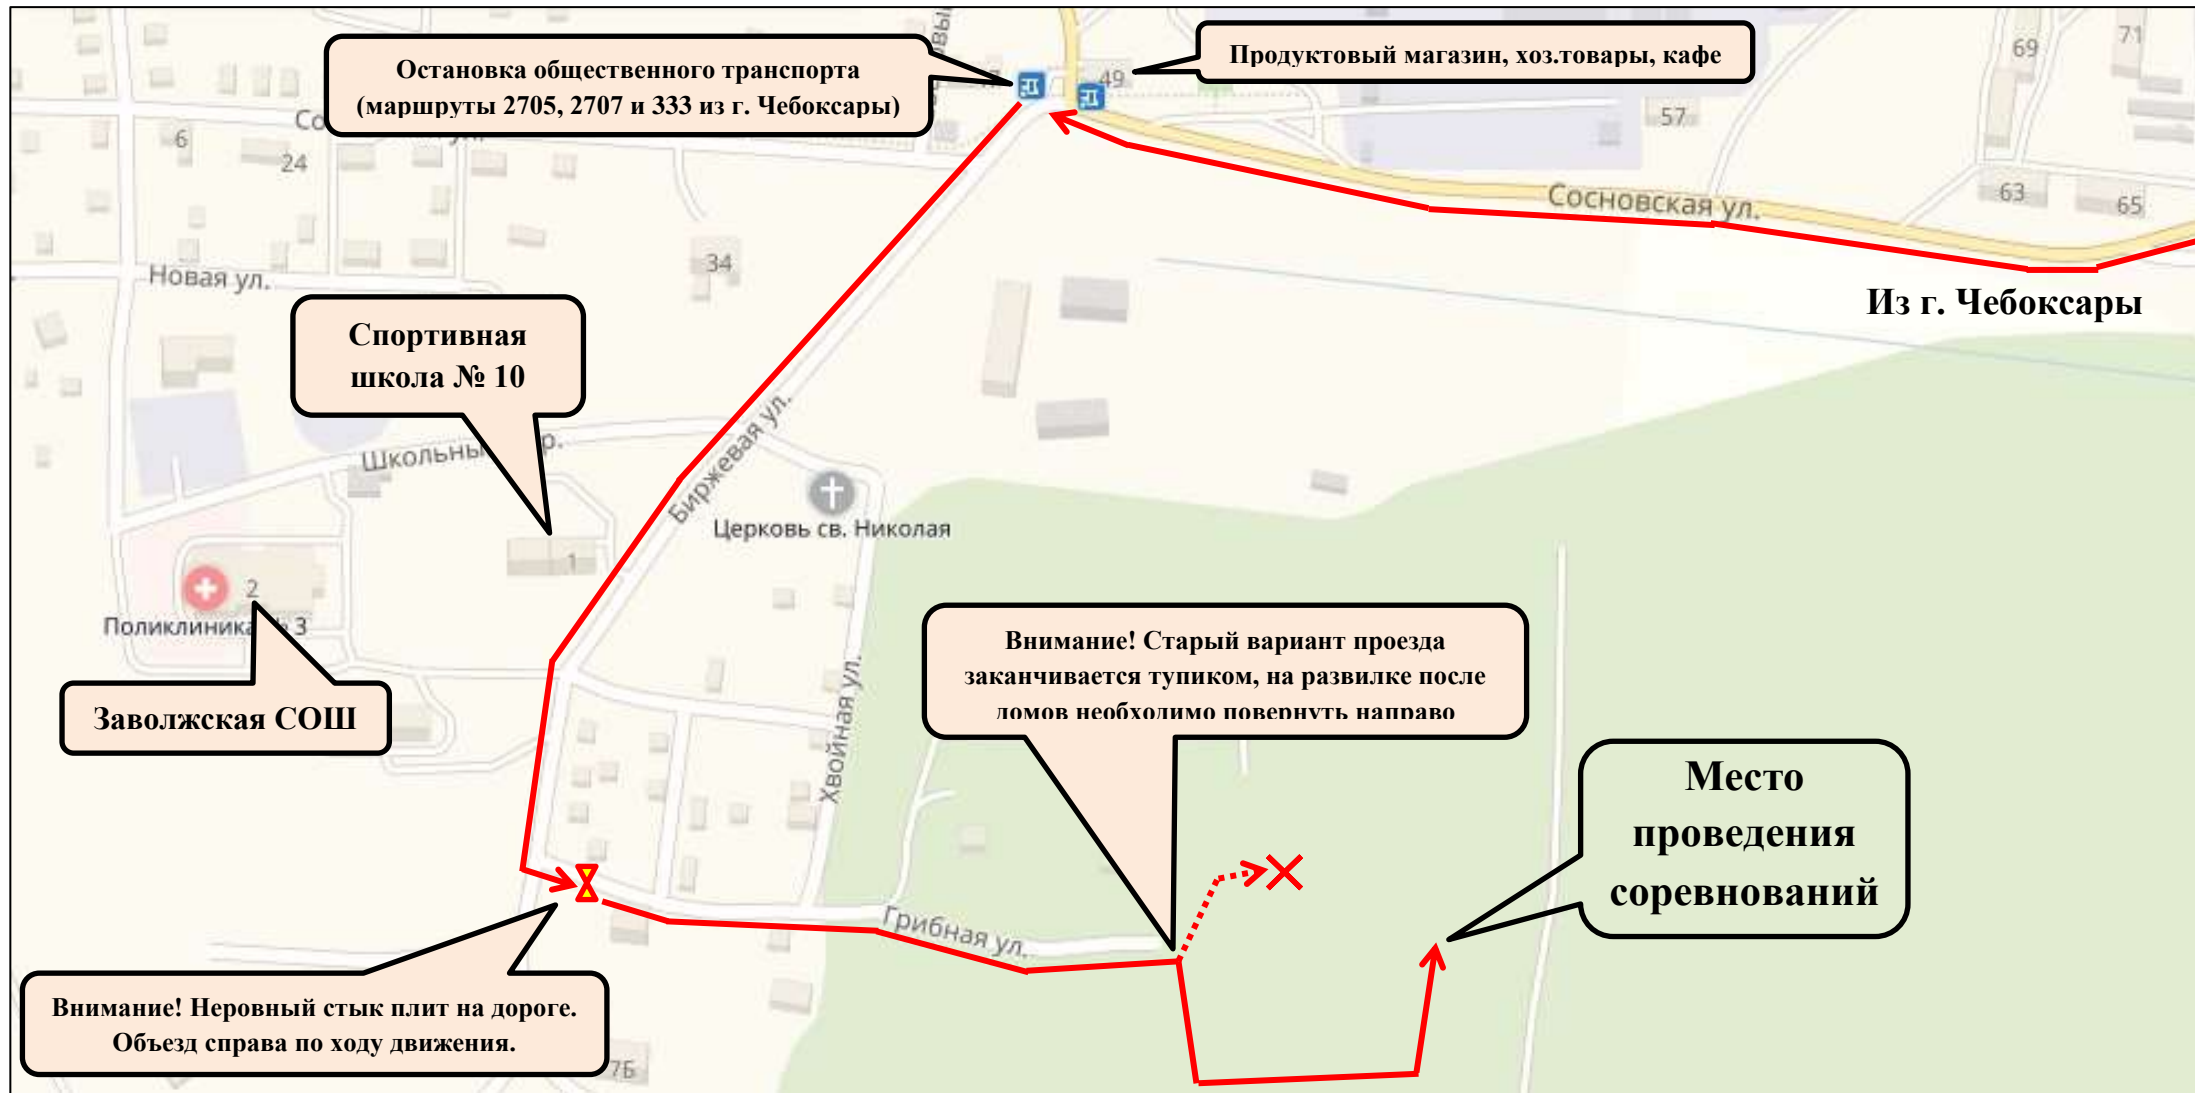 Остановка общественного транспорта
(маршруты 2705, 2707 и 333 из г. Чебоксары)
Продуктовый магазин, хоз.товары, кафе
49
69
71
57
6
24
Сосновская ул.
63
65
Новая ул.
34
Из г. Чебоксары
Спортивная
школа № 10
Биржевая ул.
Церковь св. Николая
1
2
Поликлиника 3
Заволжская СОШ
Хвойная ул.
Внимание! Старый вариант проезда
заканчивается тупиком, на развилке после
домов необходимо повернуть направо
Место
проведения
соревнований
Грибная ул.
Внимание! Неровный стык плит на дороге.
Объезд справа по ходу движения.
7Б